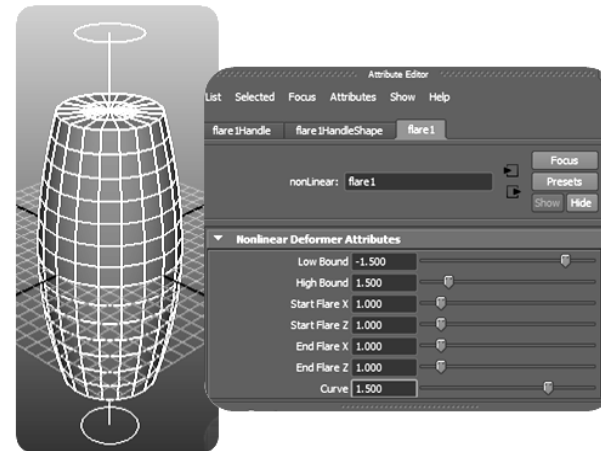 Attribute Editor
List Selected Focus Attributes Show Help
flare1Handle flare1HandleShape flare1
Focus
nonLinear: flare1
Presets
Show Hide
Nonlinear Deformer Attributes
Low Bound -1.500
High Bound 1.500
Start Flare X 1.000
Start Flare Z 1.000
End Flare X 1.000
End Flare Z 1.000
Curve 1.500